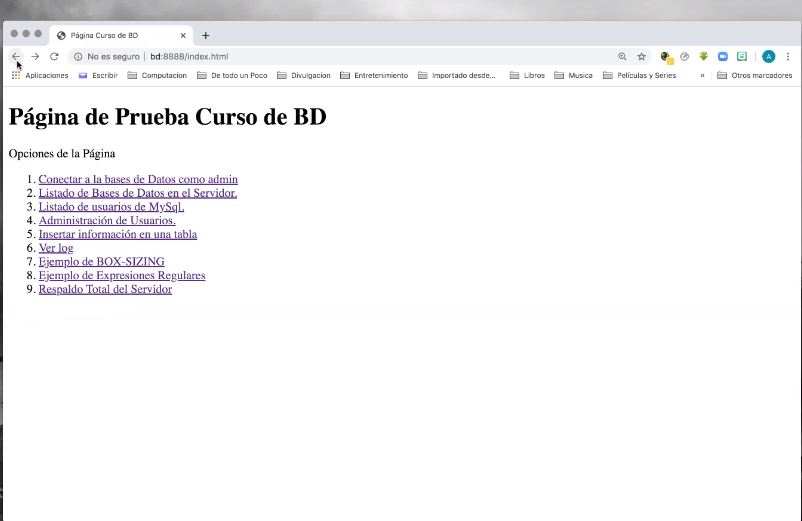 Página Curso de BD
No es seguro | bd:8888/index.html
A
Aplicaciones Escribir Computacion De todo un Poco Divulgacion Entretenimiento Importado desde... Libros Musica Películas y Series » Otros marcadores
Página de Prueba Curso de BD
Opciones de la Página
1. Conectar a la bases de Datos como admin
2. Listado de Bases de Datos en el Servidor.
3. Listado de usuarios de MySql.
4. Administración de Usuarios.
5. Insertar información en una tabla
6. Ver log
7. Ejemplo de BOX-SIZING
8. Ejemplo de Expresiones Regulares
9. Respaldo Total del Servidor